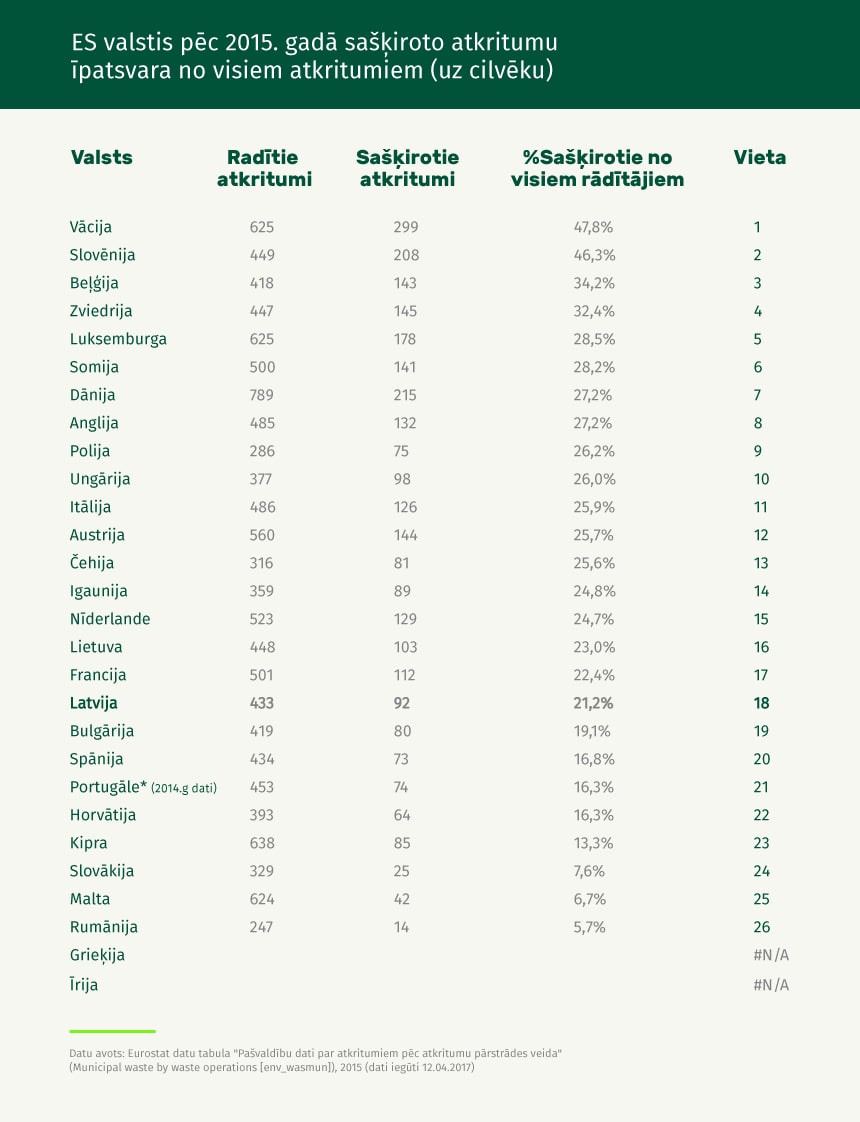 ES valstis pēc 2015. gadā sašķiroto atkritumu
īpatsvara no visiem atkritumiem (uz cilvēku)
Valsts Radītie atkritumi Sašķirotie atkritumi %Sašķirotie no visiem rādītājiem Vieta
Vācija 625 299 47,8% 1
Slovēnija 449 208 46,3% 2
Beļģija 418 143 34,2% 3
Zviedrija 447 145 32,4% 4
Luksemburga 625 178 28,5% 5
Somija 500 141 28,2% 6
Dānija 789 215 27,2% 7
Anglija 485 132 27,2% 8
Polija 286 75 26,2% 9
Ungārija 377 98 26,0% 10
Itālija 486 126 25,9% 11
Austrija 560 144 25,7% 12
Čehija 316 81 25,6% 13
Igaunija 359 89 24,8% 14
Nīderlande 523 129 24,7% 15
Lietuva 448 103 23,0% 16
Francija 501 112 22,4% 17
Latvija 433 92 21,2% 18
Bulgārija 419 80 19,1% 19
Spānija 434 73 16,8% 20
Portugāle* (2014.g dati) 453 74 16,3% 21
Horvātija 393 64 16,3% 22
Kipra 638 85 13,3% 23
Slovākija 329 25 7,6% 24
Malta 624 42 6,7% 25
Rumānija 247 14 5,7% 26
Grieķija #N/A
Īrija #N/A
Datu avots: Eurostat datu tabula "Pašvaldību dati par atkritumiem pēc atkritumu pārstrādes veida"
(Municipal waste by waste operations [env_wasmun]), 2015 (dati iegūti 12.04.2017)